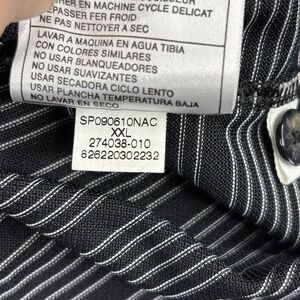 RER EN MACHINE CYCLE DELICAT
REPASSER FER FROID
NE PAS NETTOYER A SEC
LAVAR A MAQUINA EN AGUA TIBIA
CON COLORES SIMILARES
NO USAR BLANQUEADORES
NO USAR SUAVIZANTES
USAR SECADORA CICLO LENTO
USAR PLANCHA TEMPERATURA BAJA
NO LAVAR EN SECO
SP090610NAC
XXL
274038-010
826220302232